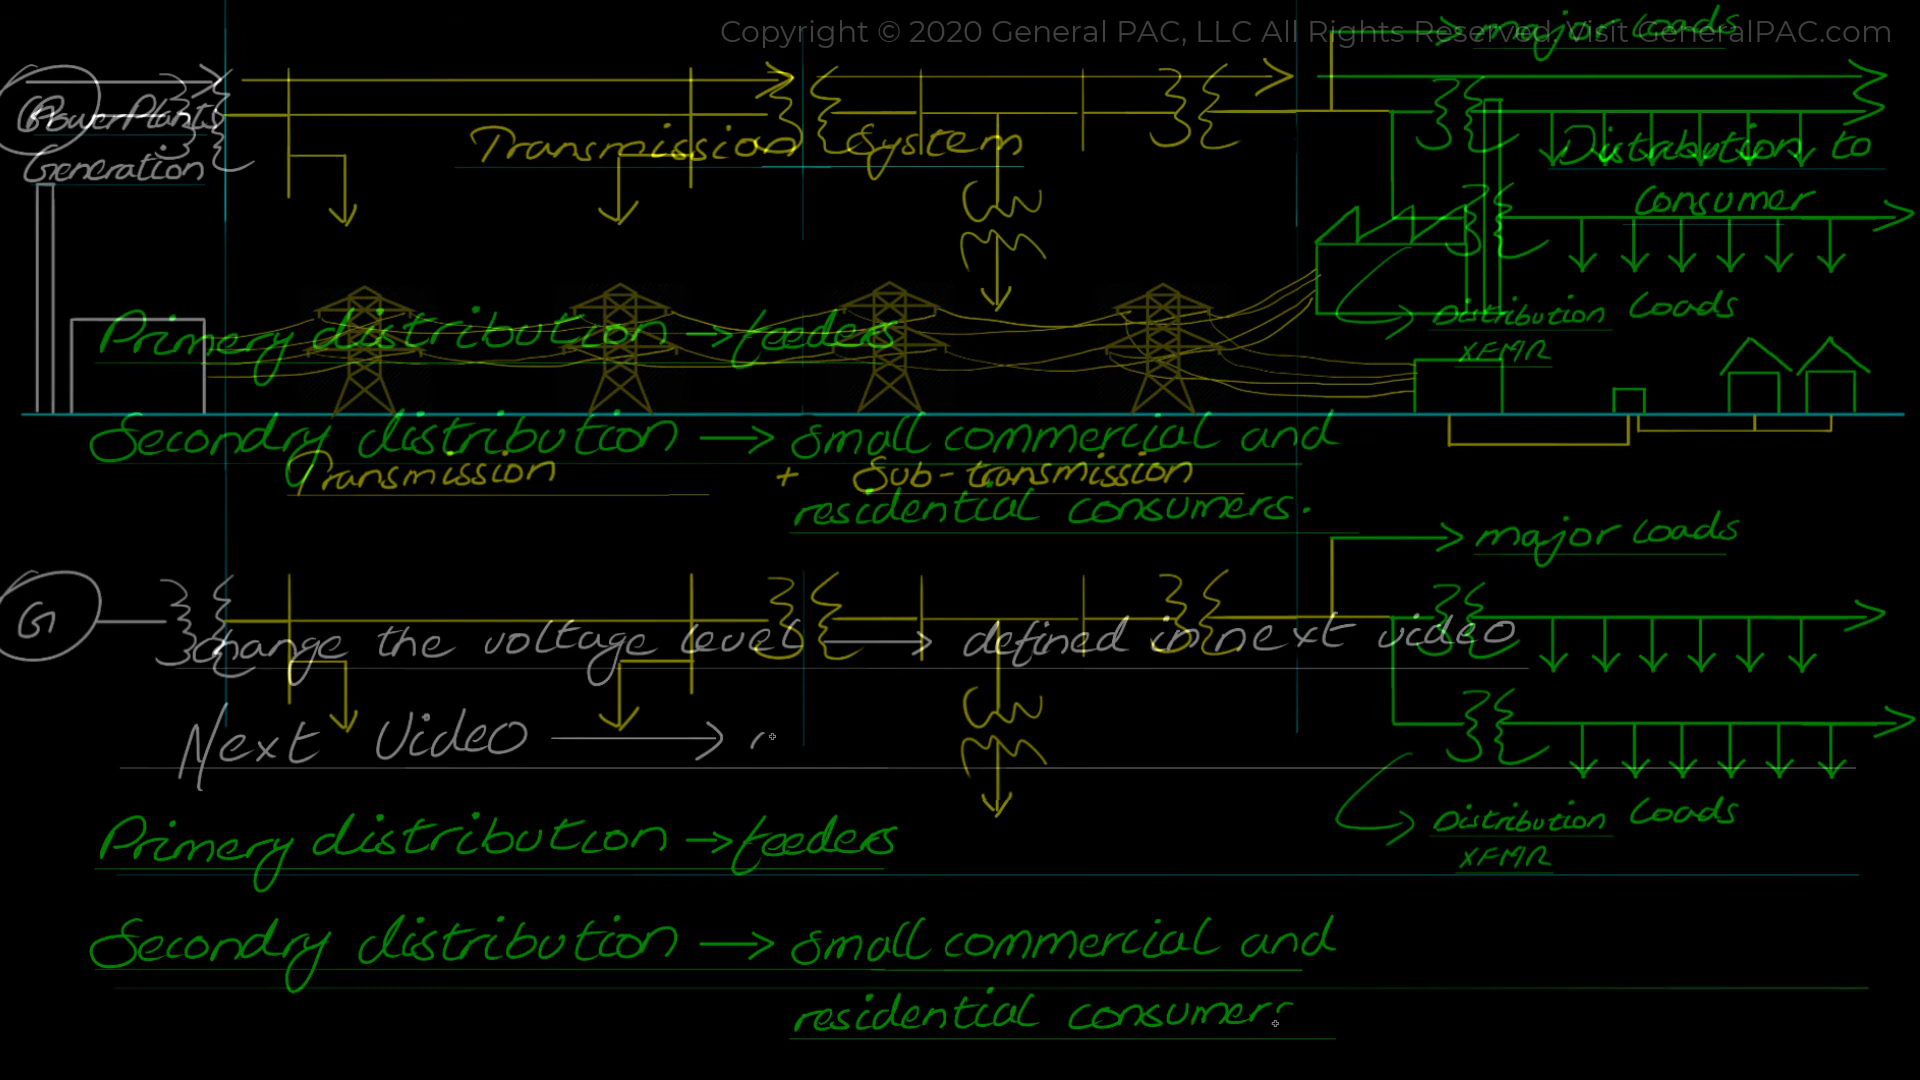 Copyright © 2020 General PAC, LLC All Rights Reserved, Visit GeneralPAC.com
major loads
Power Plants
Transmission System
Distribution to
Generation
Consumer
Distribution Loads
XFMR
Primery distribution → feeders
Secondry distribution → small commercial and
Transmission + Sub-transmission
residential consumers.
major loads
G
change the voltage level → defined in next video
Next Video →
Distribution Loads
XFMR
Primery distribution → feeders
Secondry distribution → small commercial and
residential consumers